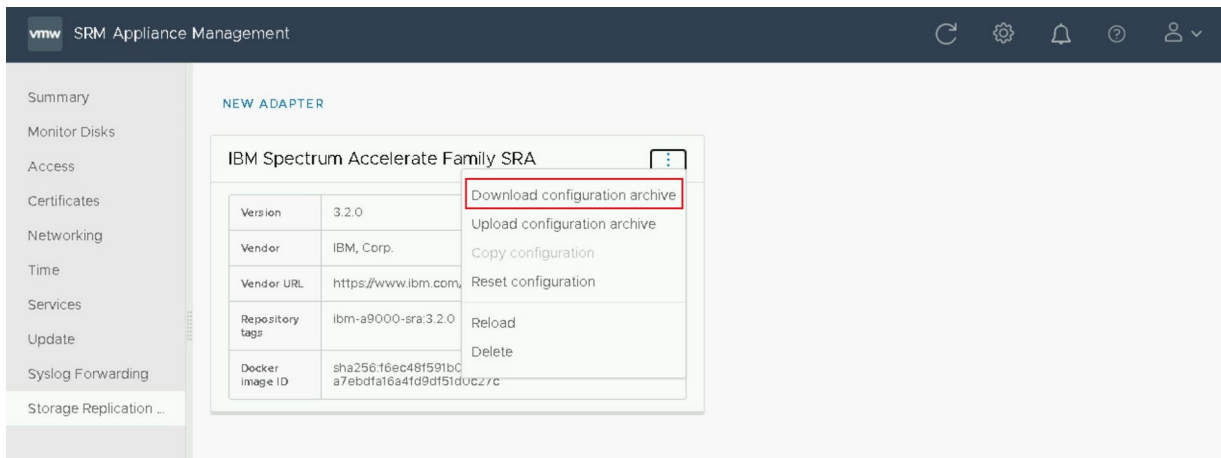 vmw SRM Appliance Management
Summary
Monitor Disks
Access
Certificates
Networking
Time
Services
Update
Syslog Forwarding
Storage Replication ...
NEW ADAPTER
IBM Spectrum Accelerate Family SRA
Version 3.2.0
Vendor IBM, Corp.
Vendor URL https://www.ibm.com/
Repository tags ibm-a9000-sra:3.2.0
Docker image ID sha256:f6ec48f591b0
a7ebdfa16a4fd9df51d0c27c
Download configuration archive
Upload configuration archive
Copy configuration
Reset configuration
Reload
Delete